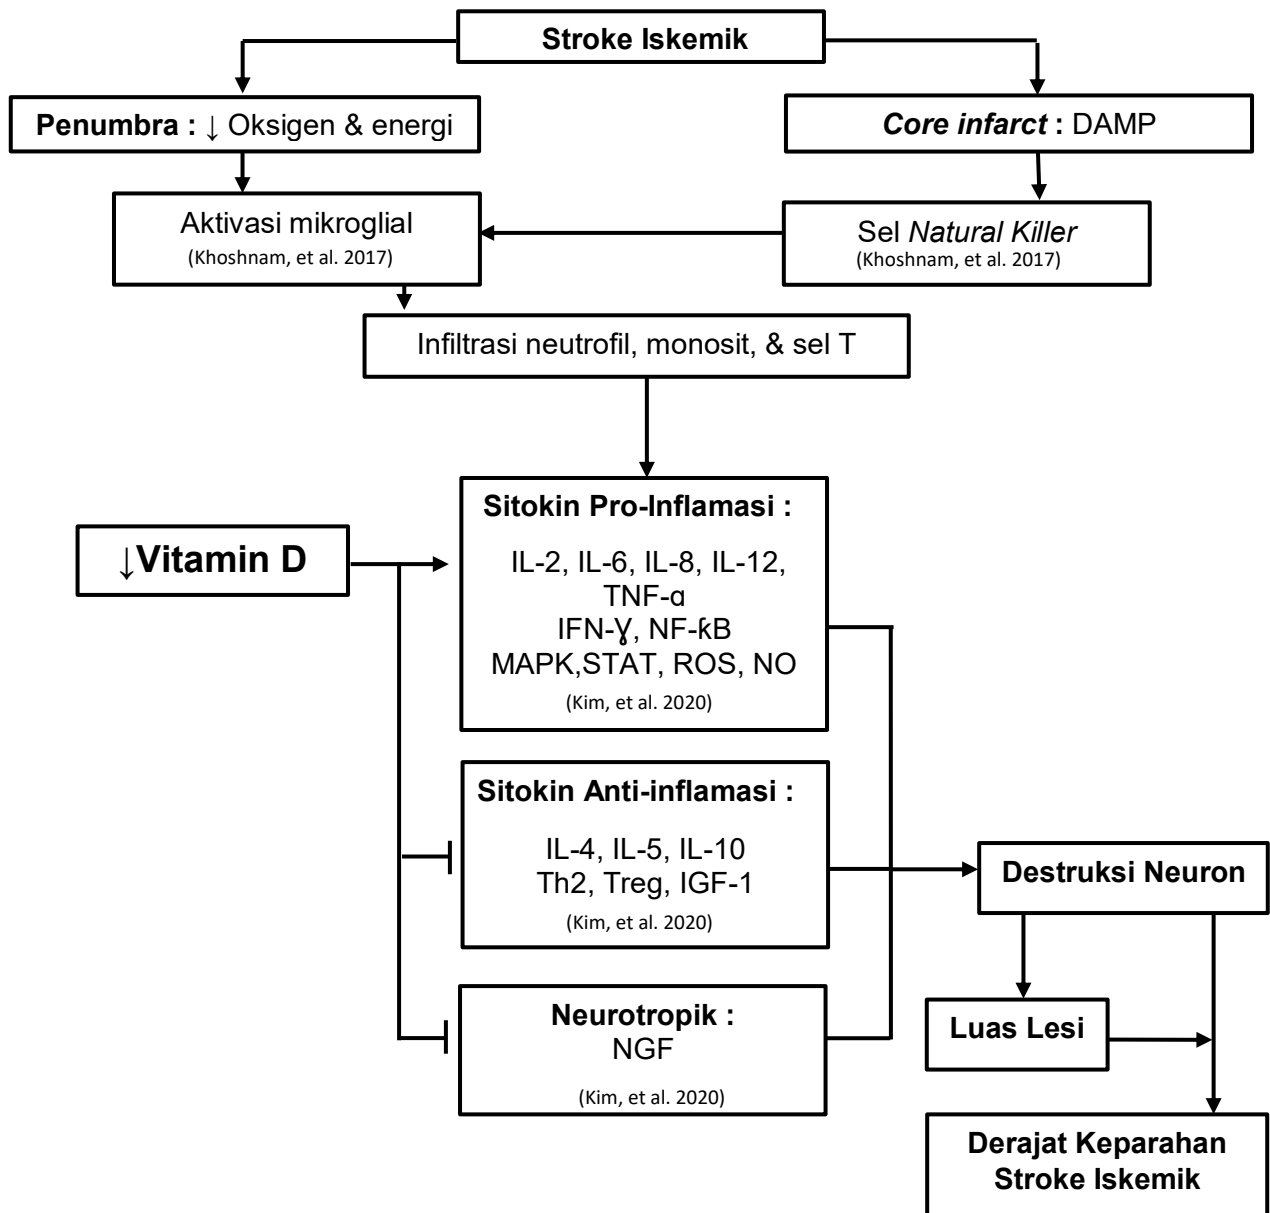 Stroke Iskemik
Penumbra : ↓ Oksigen & energi
Core infarct : DAMP
Aktivasi mikroglial
(Khoshnam, et al. 2017)
Sel Natural Killer
(Khoshnam, et al. 2017)
Infiltrasi neutrofil, monosit, & sel T
↓Vitamin D
Sitokin Pro-Inflamasi :
IL-2, IL-6, IL-8, IL-12,
TNF-ɑ
IFN-Ɣ, NF-ƙB
MAPK,STAT, ROS, NO
(Kim, et al. 2020)
Sitokin Anti-inflamasi :
IL-4, IL-5, IL-10
Th2, Treg, IGF-1
(Kim, et al. 2020)
Neurotropik :
NGF
(Kim, et al. 2020)
Destruksi Neuron
Luas Lesi
Derajat Keparahan
Stroke Iskemik